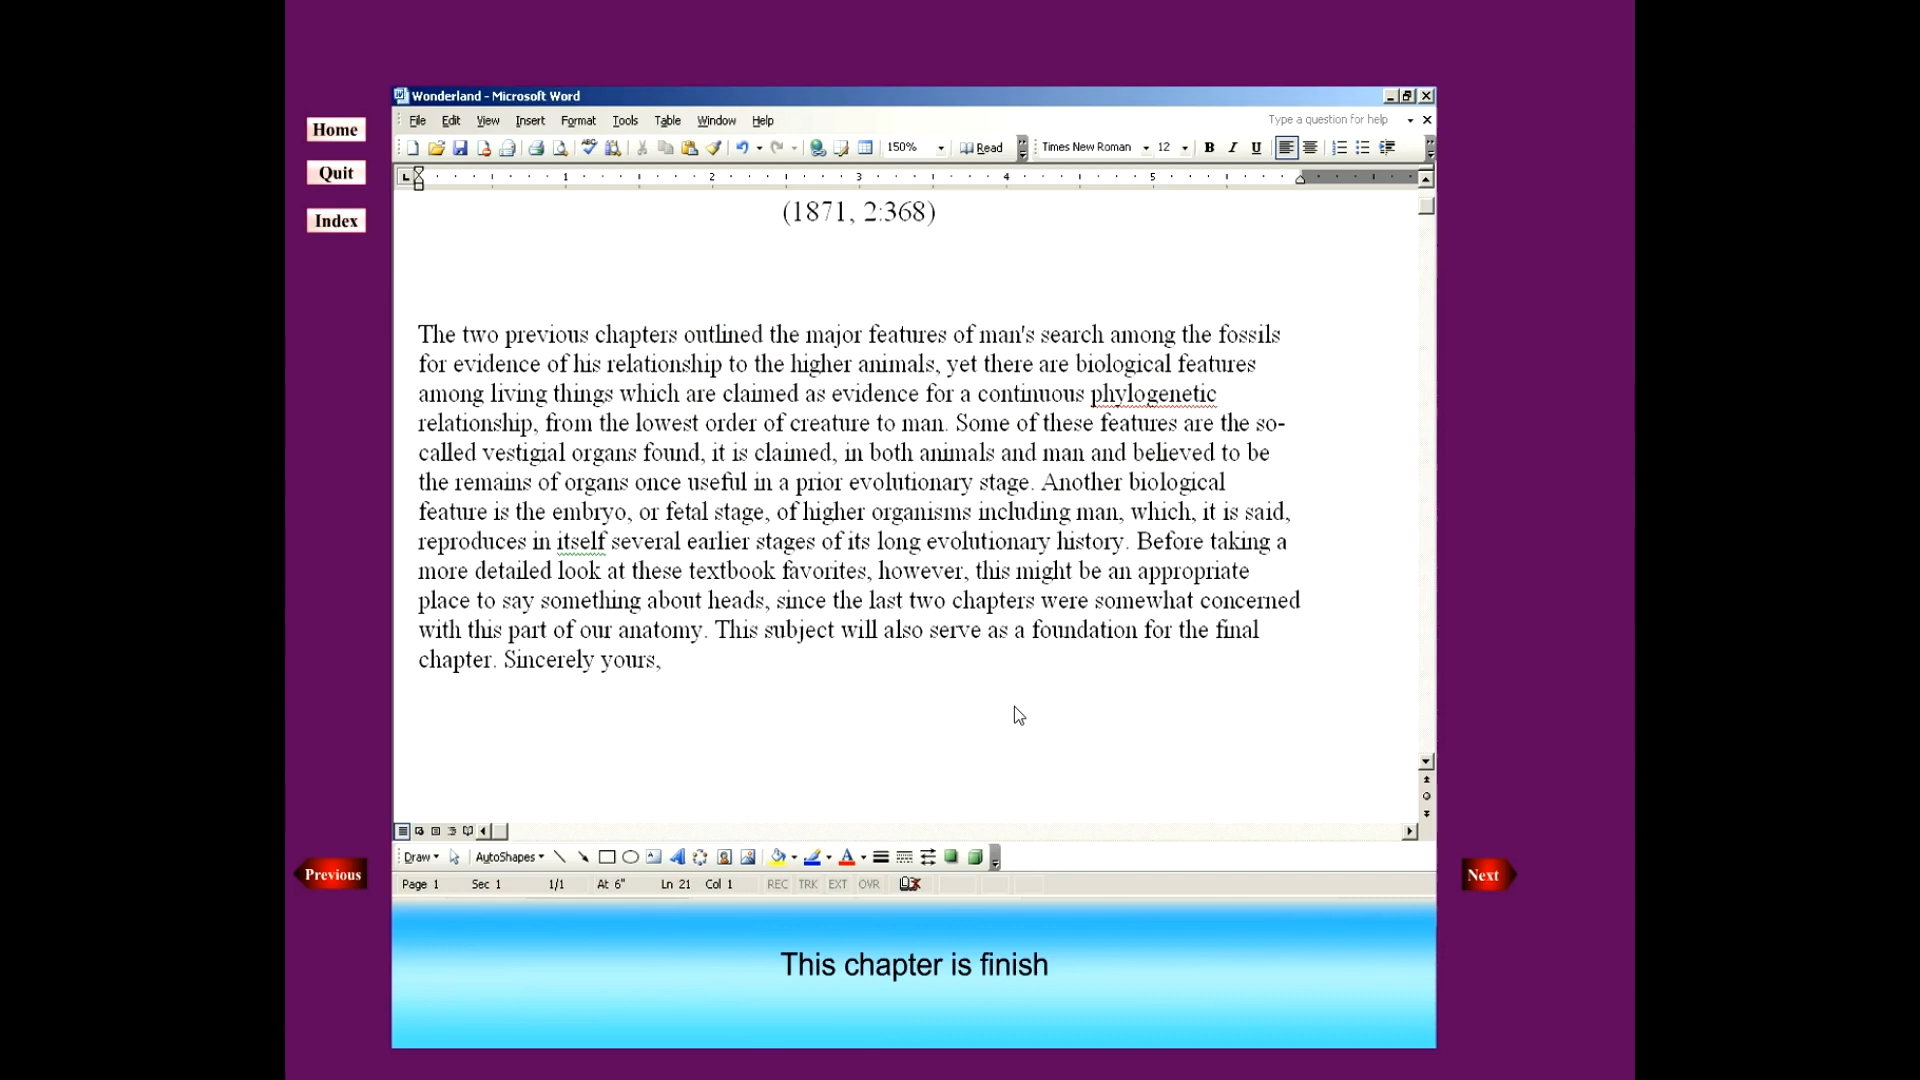 Wonderland - Microsoft Word
Home
File Edit View Insert Format Tools Table Window Help Type a question for help
150% Read Times New Roman 12 B I U
Quit
1 2 3 4 5
Index
(1871, 2:368)
The two previous chapters outlined the major features of man's search among the fossils
for evidence of his relationship to the higher animals, yet there are biological features
among living things which are claimed as evidence for a continuous phylogenetic
relationship, from the lowest order of creature to man. Some of these features are the so-
called vestigial organs found, it is claimed, in both animals and man and believed to be
the remains of organs once useful in a prior evolutionary stage. Another biological
feature is the embryo, or fetal stage, of higher organisms including man, which, it is said,
reproduces in itself several earlier stages of its long evolutionary history. Before taking a
more detailed look at these textbook favorites, however, this might be an appropriate
place to say something about heads, since the last two chapters were somewhat concerned
with this part of our anatomy. This subject will also serve as a foundation for the final
chapter. Sincerely yours,
Draw AutoShapes
Previous
Next
Page 1 Sec 1 1/1 At 6" Ln 21 Col 1 REC TRK EXT OVR
This chapter is finish